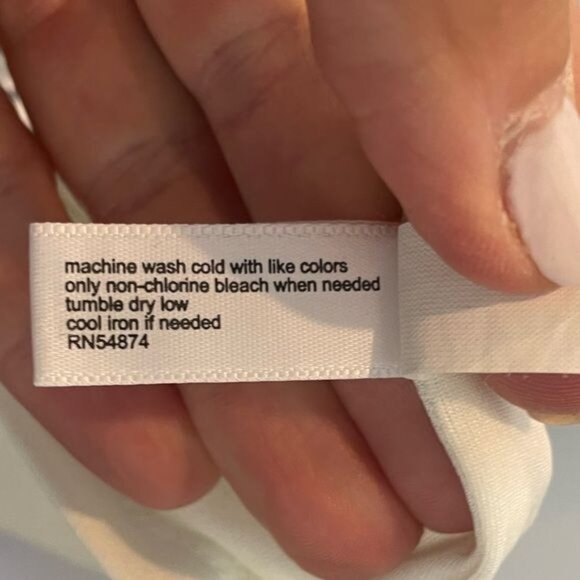 machine wash cold with like colors
only non-chlorine bleach when needed
tumble dry low
cool iron if needed
RN54874